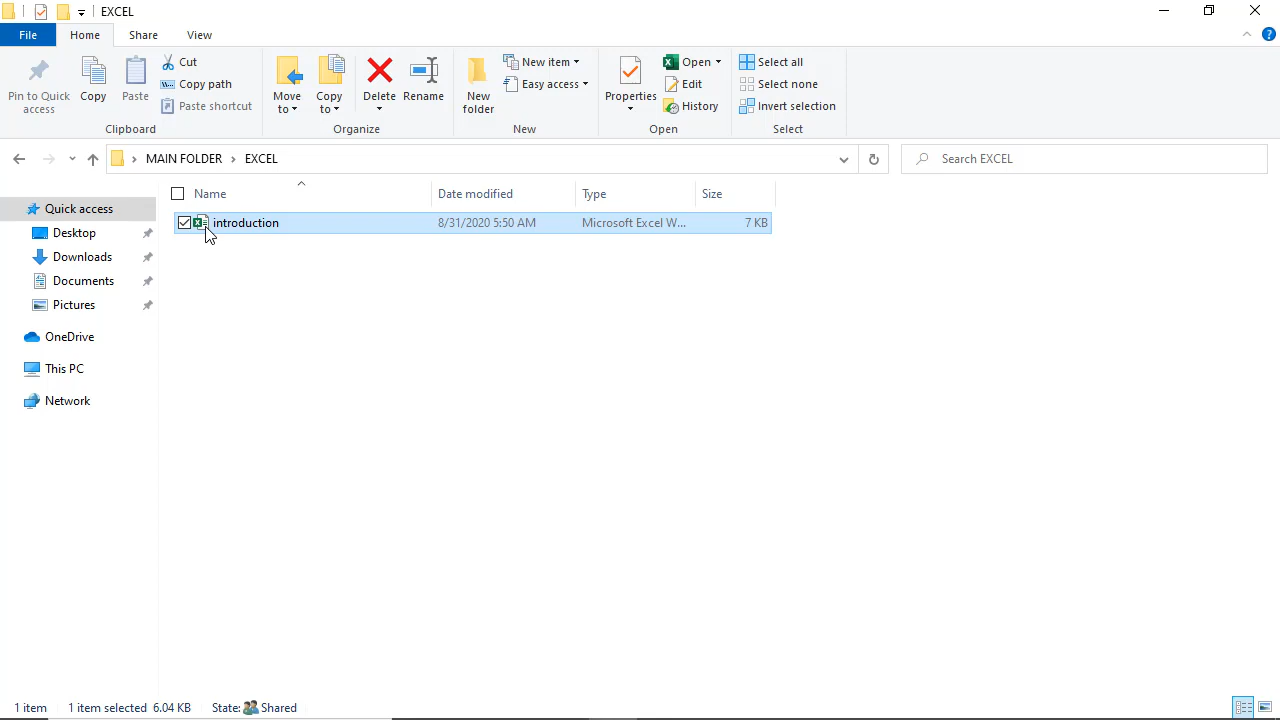 EXCEL
File Home Share View
Pin to Quick access
Copy
Paste
Cut
Copy path
Paste shortcut
Clipboard
Move to
Copy to
Delete
Rename
Organize
New folder
New item
Easy access
New
Properties
Open
Edit
History
Open
Select all
Select none
Invert selection
Select
MAIN FOLDER EXCEL
Search EXCEL
Name Date modified Type Size
introduction 8/31/2020 5:50 AM Microsoft Excel W... 7 KB
Quick access
Desktop
Downloads
Documents
Pictures
OneDrive
This PC
Network
1 item 1 item selected 6.04 KB State: Shared